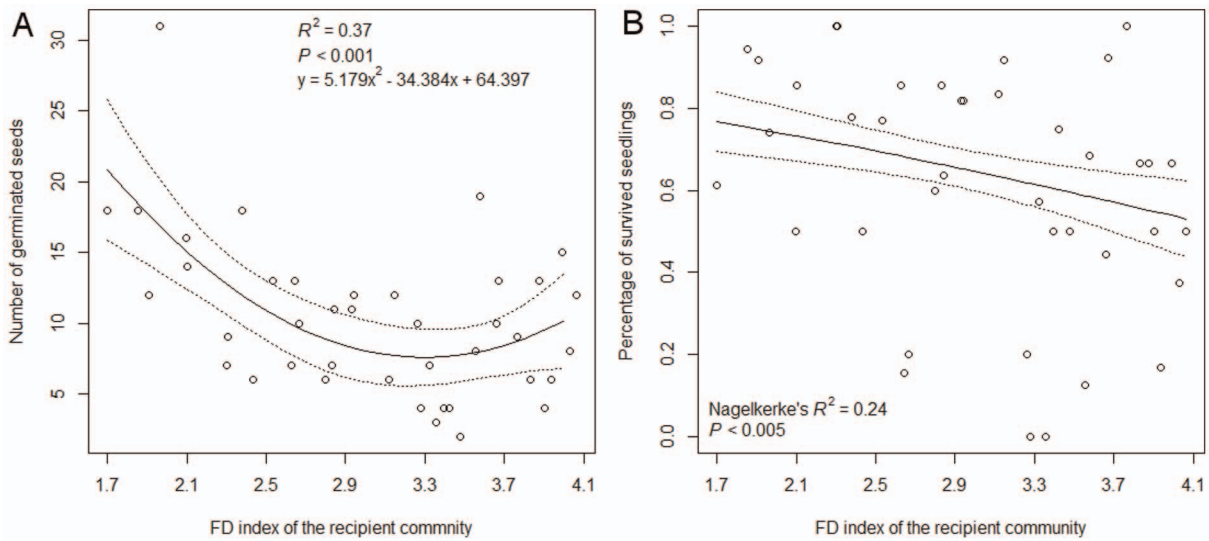 A
R² = 0.37
P < 0.001
y = 5.179x² - 34.384x + 64.397
Number of germinated seeds
30
25
20
15
10
5
1.7 2.1 2.5 2.9 3.3 3.7 4.1
FD index of the recipient commnity
B
Percentage of survived seedlings
1.0
0.8
0.6
0.4
0.2
0.0
Nagelkerke's R² = 0.24
P < 0.005
1.7 2.1 2.5 2.9 3.3 3.7 4.1
FD index of the recipient community